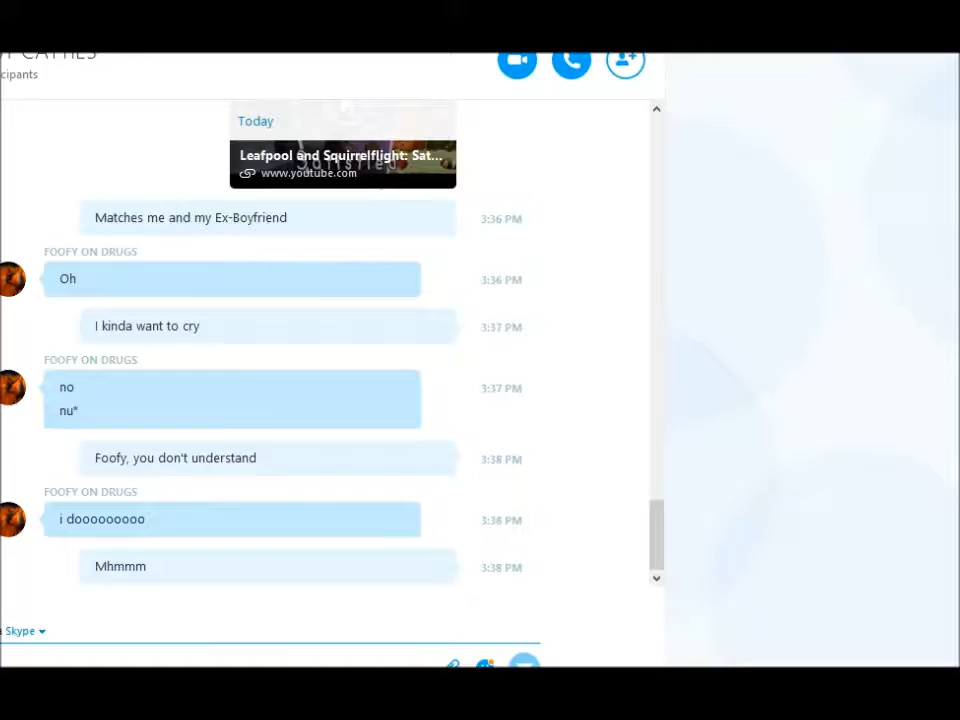 CATTIES
cipants
Today
Leafpool and Squirrelflight: Sat...
www.youtube.com
Matches me and my Ex-Boyfriend
3:36 PM
FOOFY ON DRUGS
Oh
3:36 PM
I kinda want to cry
3:37 PM
FOOFY ON DRUGS
no
3:37 PM
nu*
Foofy, you don't understand
3:38 PM
FOOFY ON DRUGS
i dooooooooo
3:38 PM
Mhmmm
3:38 PM
Skype